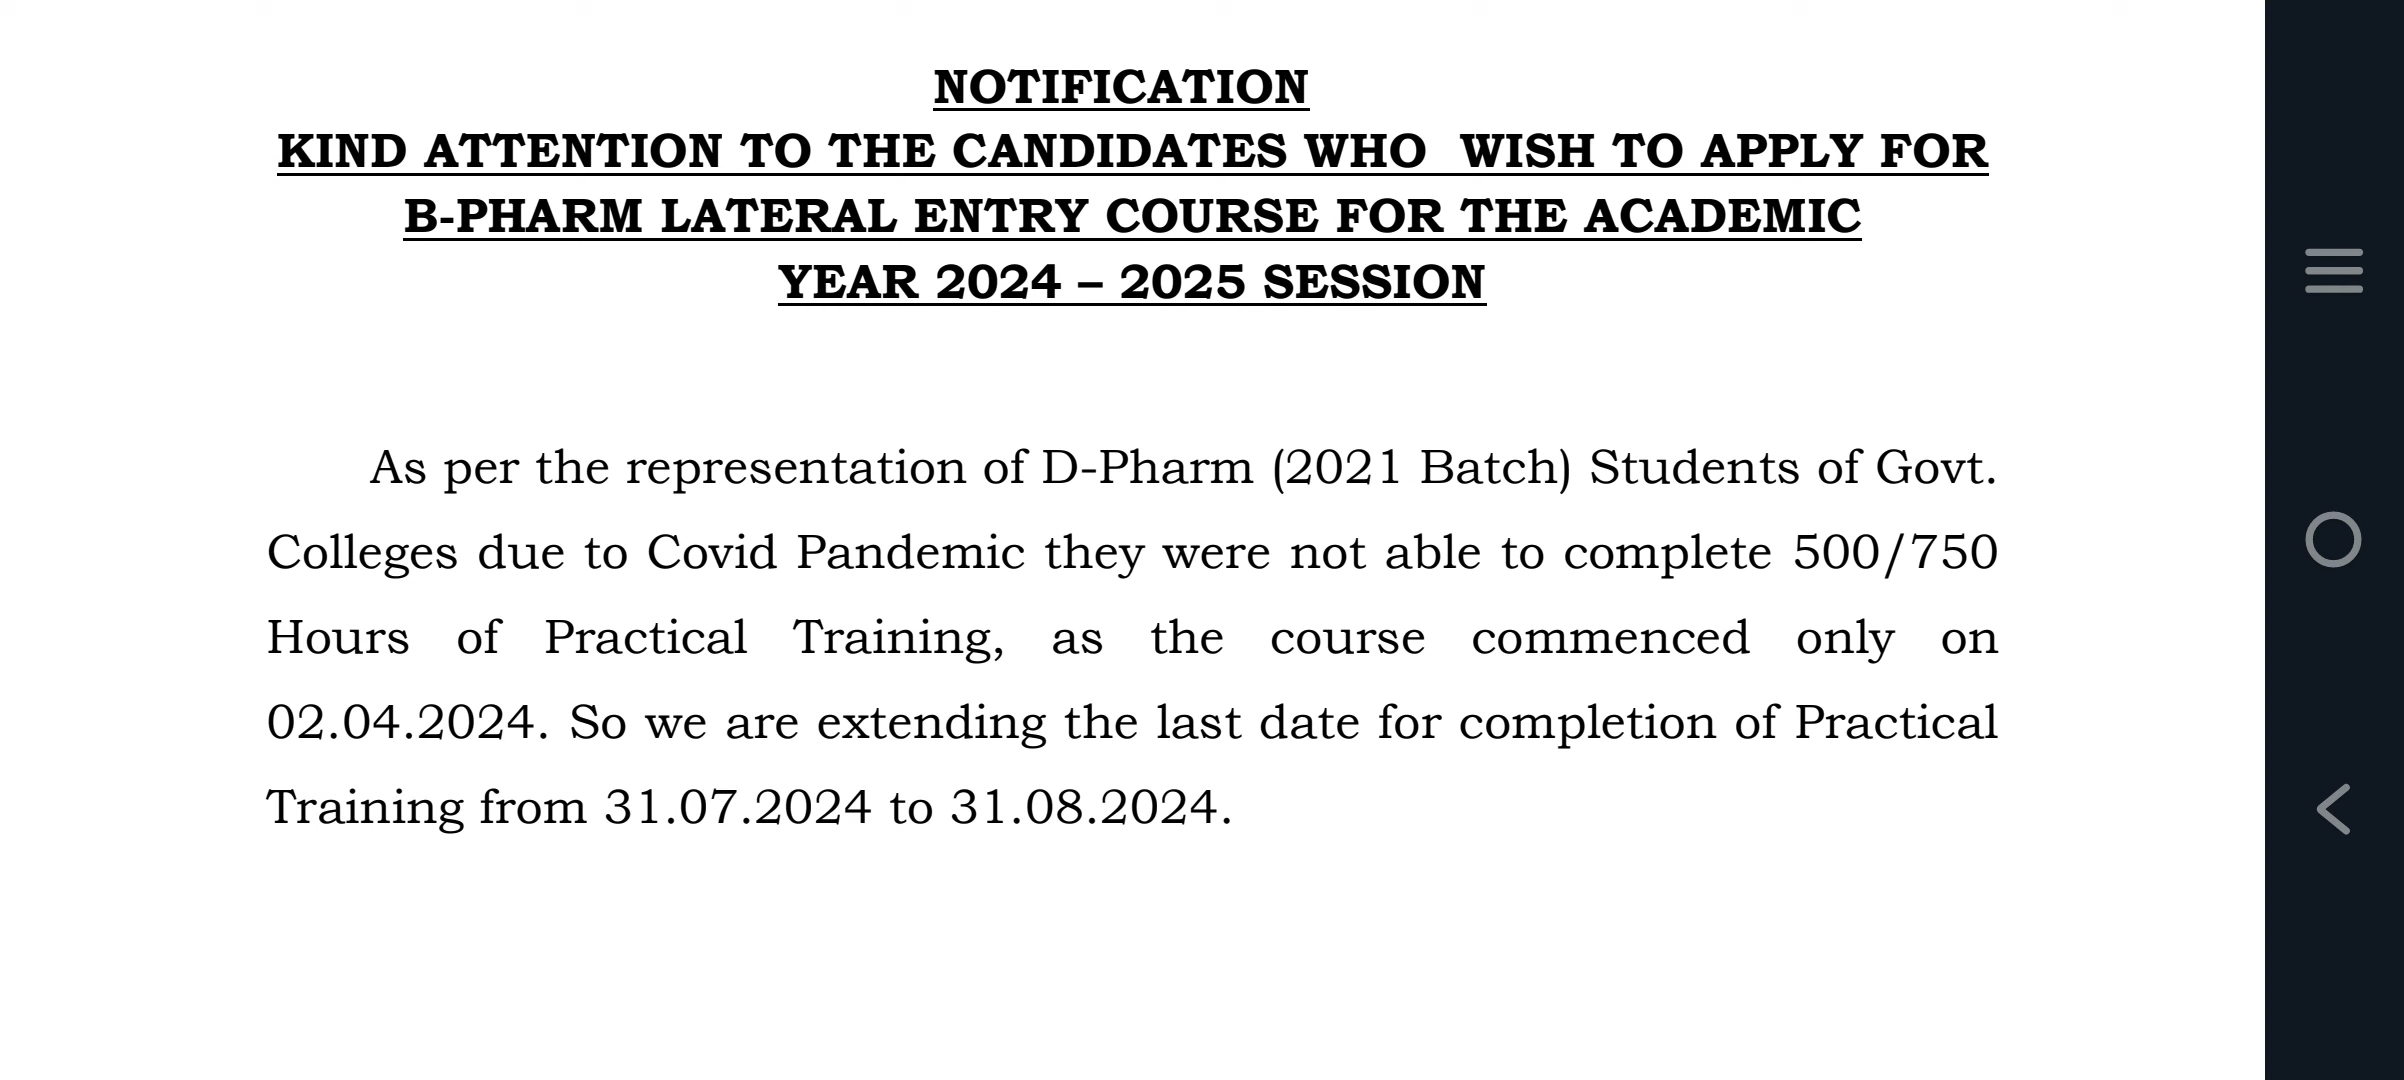 NOTIFICATION
KIND ATTENTION TO THE CANDIDATES WHO  WISH TO APPLY FOR
B-PHARM LATERAL ENTRY COURSE FOR THE ACADEMIC
YEAR 2024 – 2025 SESSION
As per the representation of D-Pharm (2021 Batch) Students of Govt.
Colleges due to Covid Pandemic they were not able to complete 500/750
Hours of Practical Training, as the course commenced only on
02.04.2024. So we are extending the last date for completion of Practical
Training from 31.07.2024 to 31.08.2024.